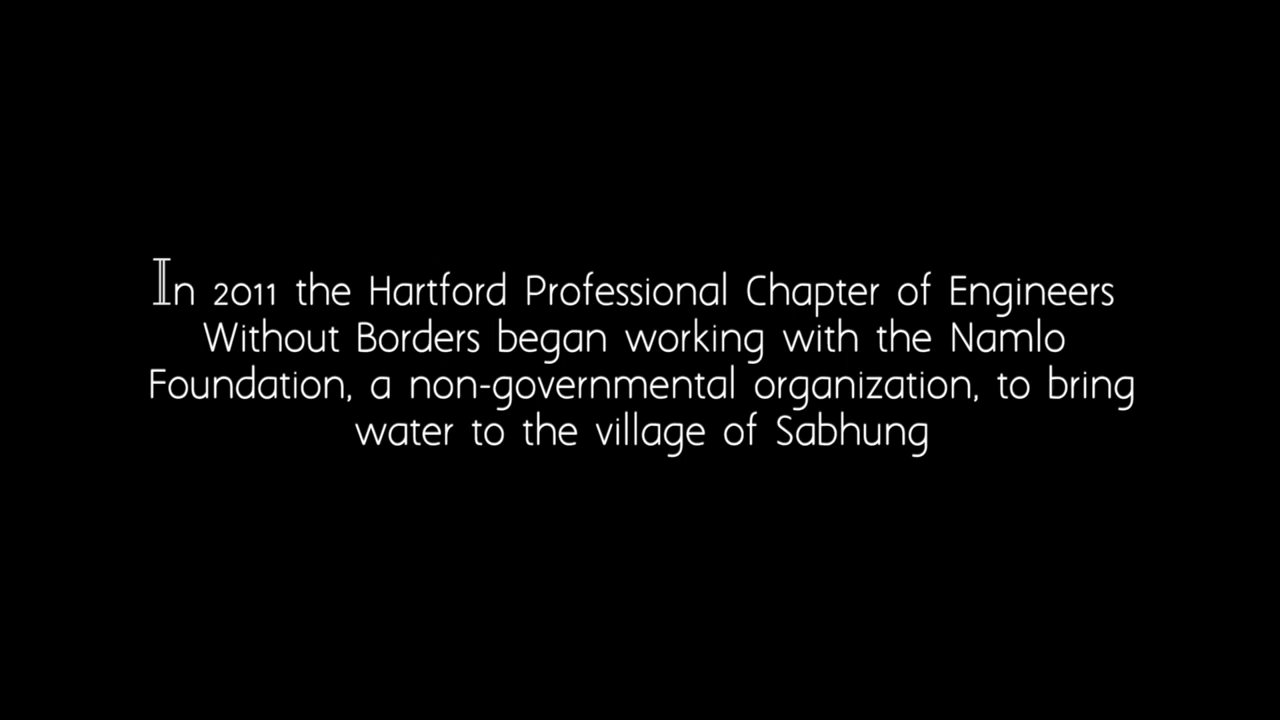 In 2011 the Hartford Professional Chapter of Engineers
Without Borders began working with the Namlo
Foundation, a non-governmental organization, to bring
water to the village of Sabhung